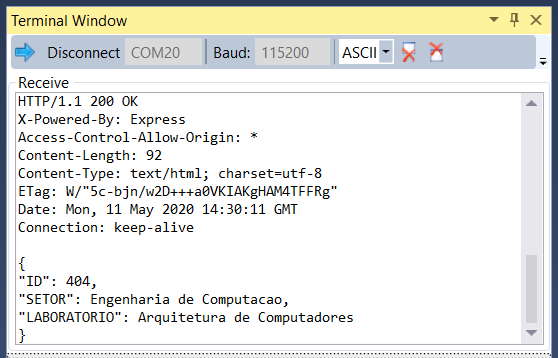 Terminal Window
Disconnect COM20 Baud: 115200 ASCII
Receive
HTTP/1.1 200 OK
X-Powered-By: Express
Access-Control-Allow-Origin: *
Content-Length: 92
Content-Type: text/html; charset=utf-8
ETag: W/"5c-bjn/w2D+++a0VKIAKgHAM4TFFRg"
Date: Mon, 11 May 2020 14:30:11 GMT
Connection: keep-alive
{
"ID": 404,
"SETOR": Engenharia de Computacao,
"LABORATORIO": Arquitetura de Computadores
}